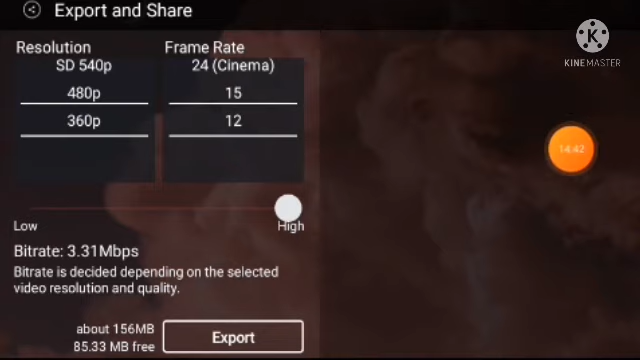 Export and Share
Resolution
Frame Rate
SD 540p
24 (Cinema)
480p
15
360p
12
Low
High
Bitrate: 3.31Mbps
Bitrate is decided depending on the selected
video resolution and quality.
about 156MB
85.33 MB free
Export
K
KINEMASTER
14:42